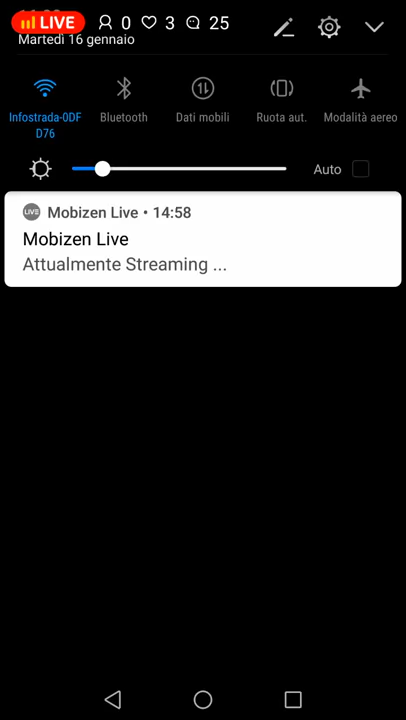 LIVE 0 3 25
Martedì 16 gennaio
Infostrada-0DF
D76
Bluetooth
Dati mobili
Ruota aut.
Modalità aereo
Auto
LIVE Mobizen Live • 14:58
Mobizen Live
Attualmente Streaming ...